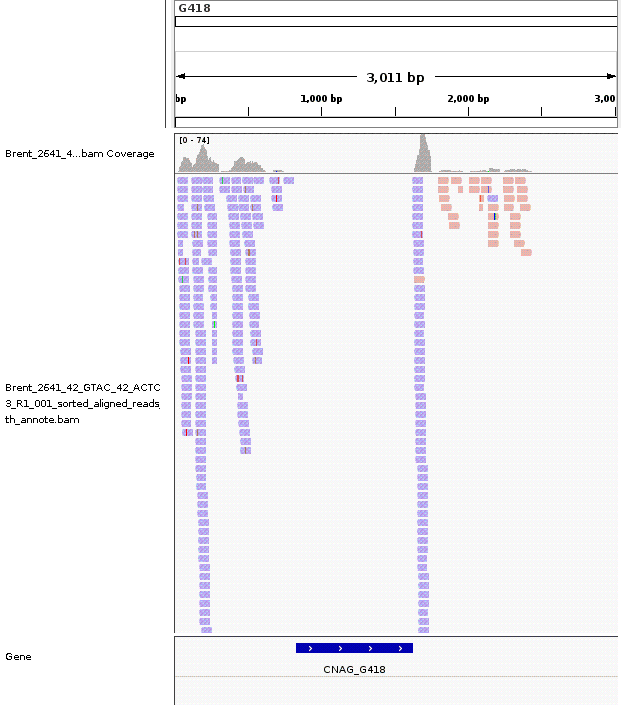 G418
3,011 bp
bp 1,000 bp 2,000 bp 3,00
[0 - 74]
Brent_2641_4...bam Coverage
Brent_2641_42_GTAC_42_ACTC
3_R1_001_sorted_aligned_reads_
th_annote.bam
Gene
CNAG_G418